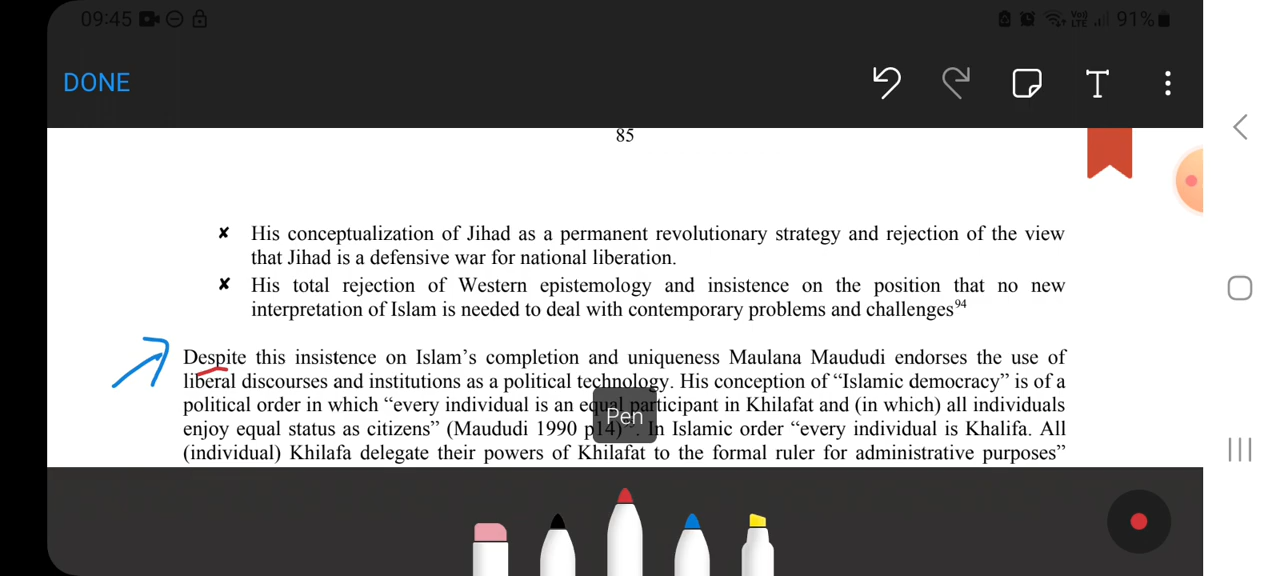 09:45
Vo)) LTE 91%
DONE
T
85
✘ His conceptualization of Jihad as a permanent revolutionary strategy and rejection of the view
that Jihad is a defensive war for national liberation.
✘ His total rejection of Western epistemology and insistence on the position that no new
interpretation of Islam is needed to deal with contemporary problems and challenges⁹⁴
Despite this insistence on Islam's completion and uniqueness Maulana Maududi endorses the use of
liberal discourses and institutions as a political technology. His conception of “Islamic democracy” is of a
political order in which “every individual is an equal participant in Khilafat and (in which) all individuals
enjoy equal status as citizens” (Maududi 1990 p14). In Islamic order “every individual is Khalifa. All
(individual) Khilafa delegate their powers of Khilafat to the formal ruler for administrative purposes”
Pen